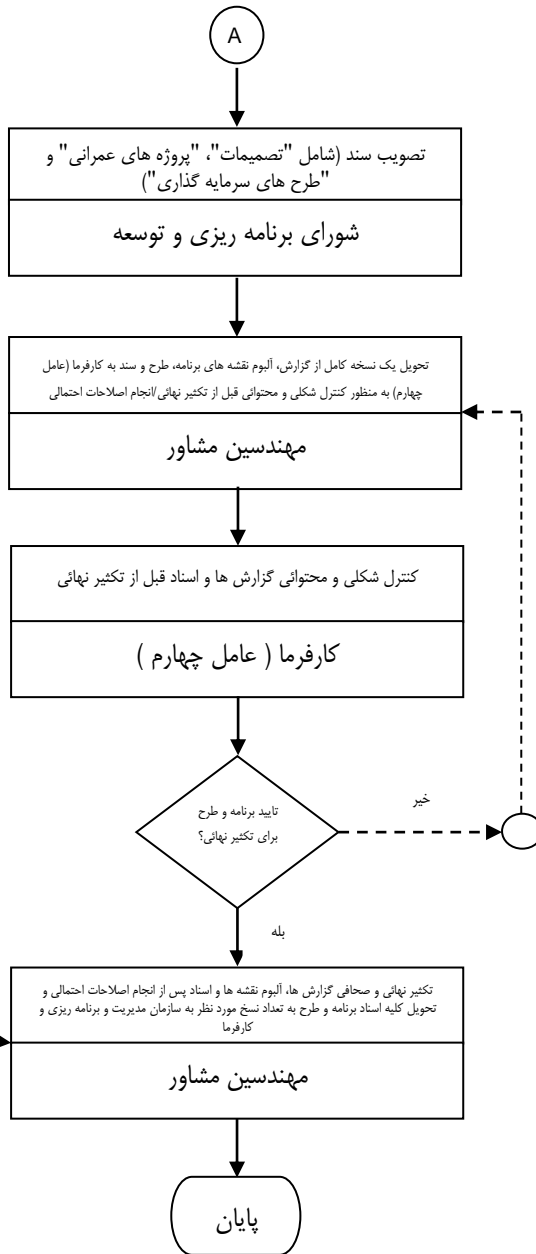 A
تصویب سند (شامل "تصمیمات"، "پروژه های عمرانی" و
"طرح های سرمایه گذاری")
شورای برنامه ریزی و توسعه
تحویل یک نسخه کامل از گزارش، آلبوم نقشه های برنامه، طرح و سند به کارفرما (عامل
چهارم) به منظور کنترل شکلی و محتوائی قبل از تکثیر نهائی/انجام اصلاحات احتمالی
مهندسین مشاور
کنترل شکلی و محتوائی گزارش ها و اسناد قبل از تکثیر نهائی
کارفرما ( عامل چهارم )
تایید برنامه و طرح
برای تکثیر نهائی؟
خیر
بله
تکثیر نهائی و صحافی گزارش ها، آلبوم نقشه ها و اسناد پس از انجام اصلاحات احتمالی و
تحویل کلیه اسناد برنامه و طرح به تعداد نسخ مورد نظر به سازمان مدیریت و برنامه ریزی و
کارفرما
مهندسین مشاور
پایان